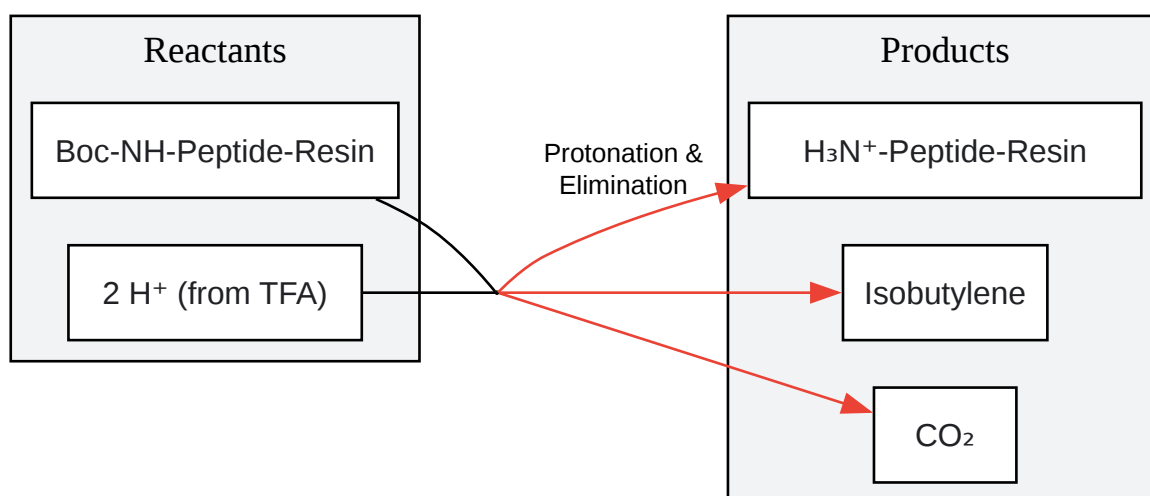 Reactants
Boc-NH-Peptide-Resin
2 H⁺ (from TFA)
Protonation &
Elimination
Products
H₃N⁺-Peptide-Resin
Isobutylene
CO₂